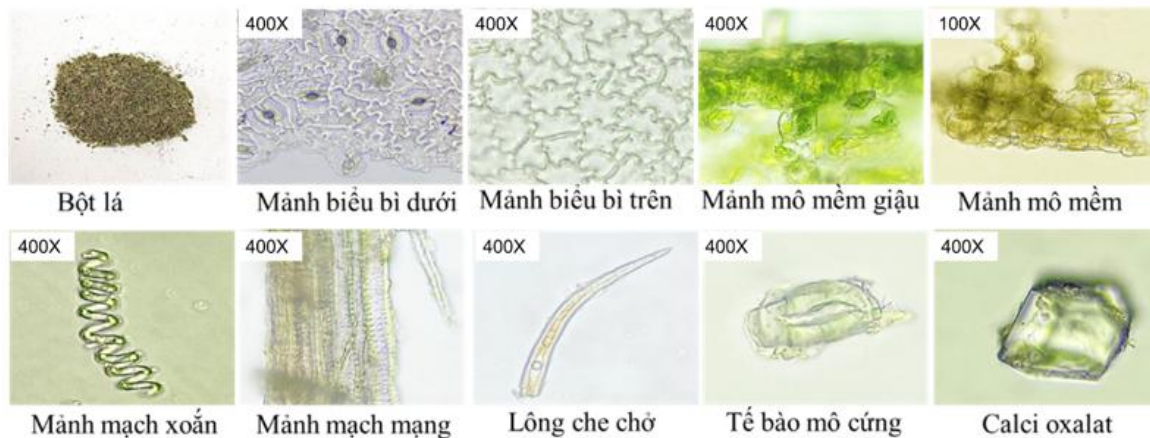 400X
400X
400X
100X
Bột lá
Mảnh biểu bì dưới
Mảnh biểu bì trên
Mảnh mô mềm giậu
Mảnh mô mềm
400X
400X
400X
400X
400X
Mảnh mạch xoắn
Mảnh mạch mạng
Lông che chở
Tế bào mô cứng
Calci oxalat